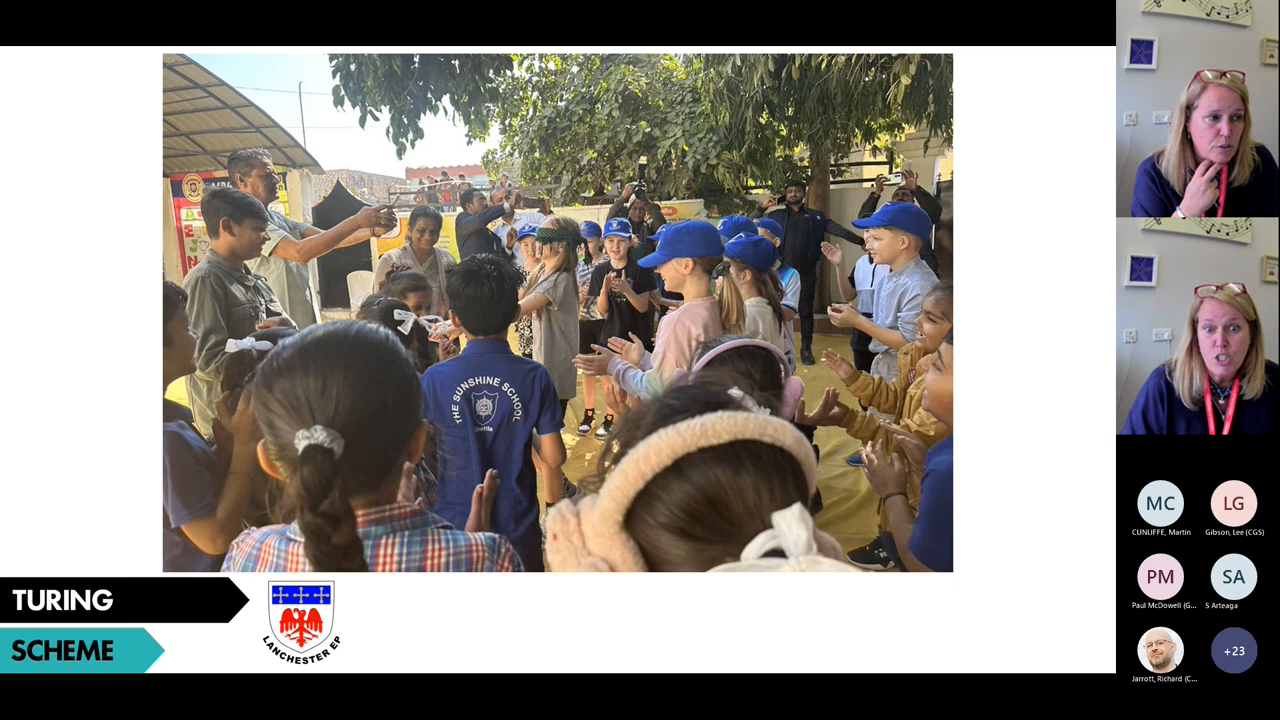 THE SUNSHINE SCHOOL
TURING
SCHEME
LANCHESTER EP
MC
CUNLIFFE, Martin
LG
Gibson, Lee (CGS)
PM
Paul McDowell (G...
SA
S Arteaga
Jarrott, Richard (C...
+23